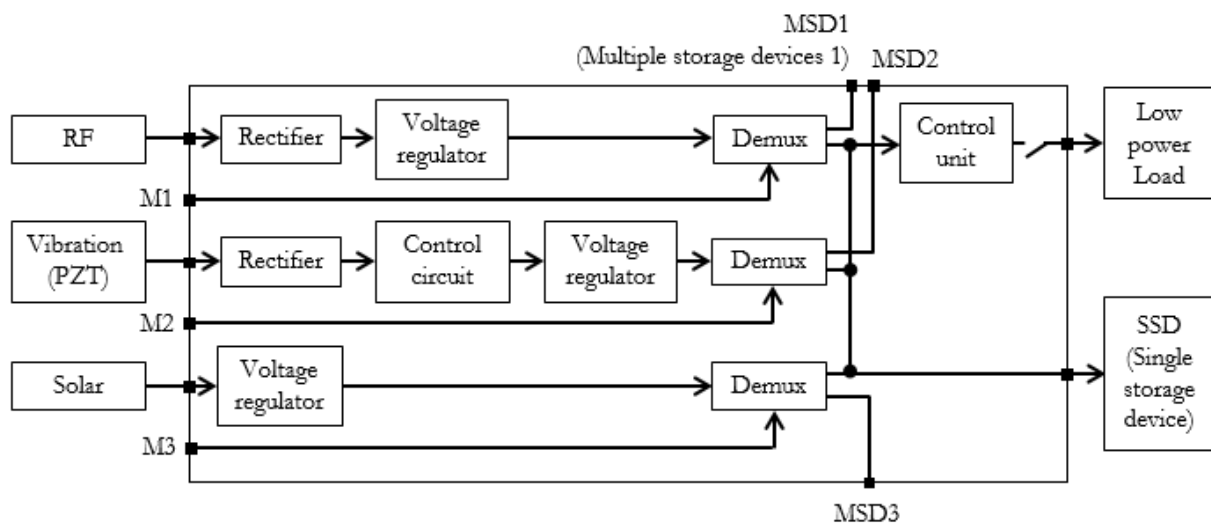 MSD1
(Multiple storage devices 1)
MSD2
RF
Rectifier
Voltage
regulator
Demux
Control
unit
Low
power
Load
M1
Vibration
(PZT)
Rectifier
Control
circuit
Voltage
regulator
Demux
M2
SSD
(Single
storage
device)
Solar
Voltage
regulator
Demux
M3
MSD3